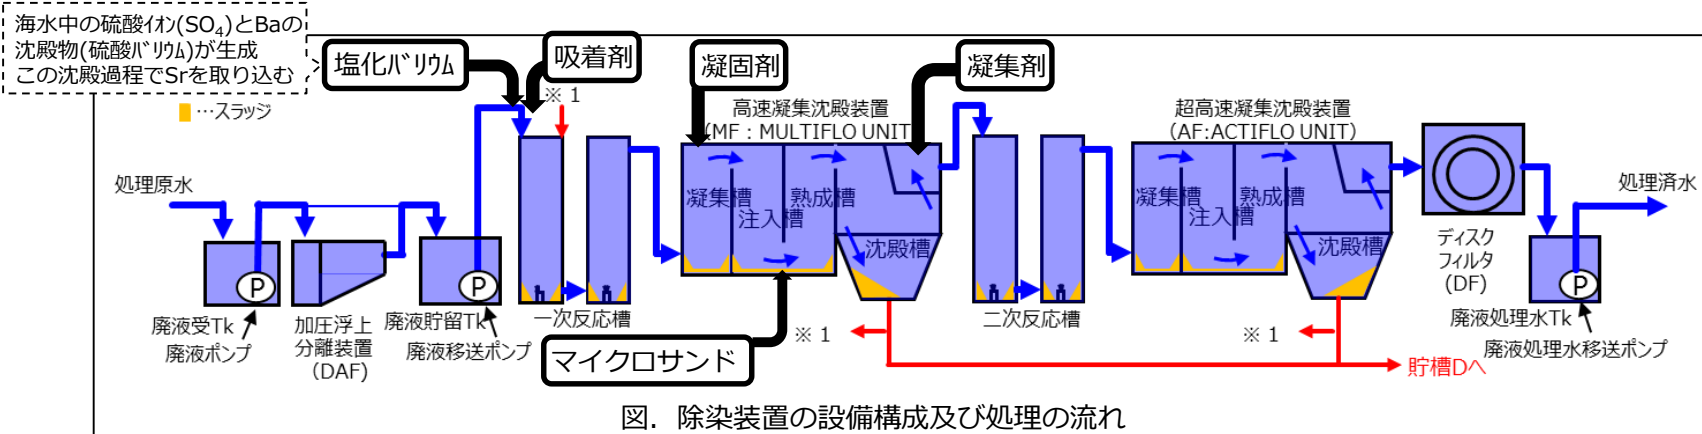 海水中の硫酸ｲｵﾝ(SO4)とBaの
沈殿物(硫酸ﾊﾞﾘｳﾑ)が生成
この沈殿過程でSrを取り込む
塩化ﾊﾞﾘｳﾑ
吸着剤
凝固剤
凝集剤
…スラッジ
※１
高速凝集沈殿装置
（MF：MULTIFLO UNIT
超高速凝集沈殿装置
（AF:ACTIFLO UNIT）
処理原水
凝集槽
注入槽
熟成槽
沈殿槽
凝集槽
注入槽
熟成槽
沈殿槽
処理済水
ディスク
フィルタ
(DF)
P
P
P
廃液受Tk
廃液ポンプ
加圧浮上
分離装置
（DAF）
廃液貯留Tk
廃液移送ポンプ
一次反応槽
マイクロサンド
※１
二次反応槽
※１
廃液処理水Tk
廃液処理水移送ポンプ
貯槽Dへ
図．除染装置の設備構成及び処理の流れ